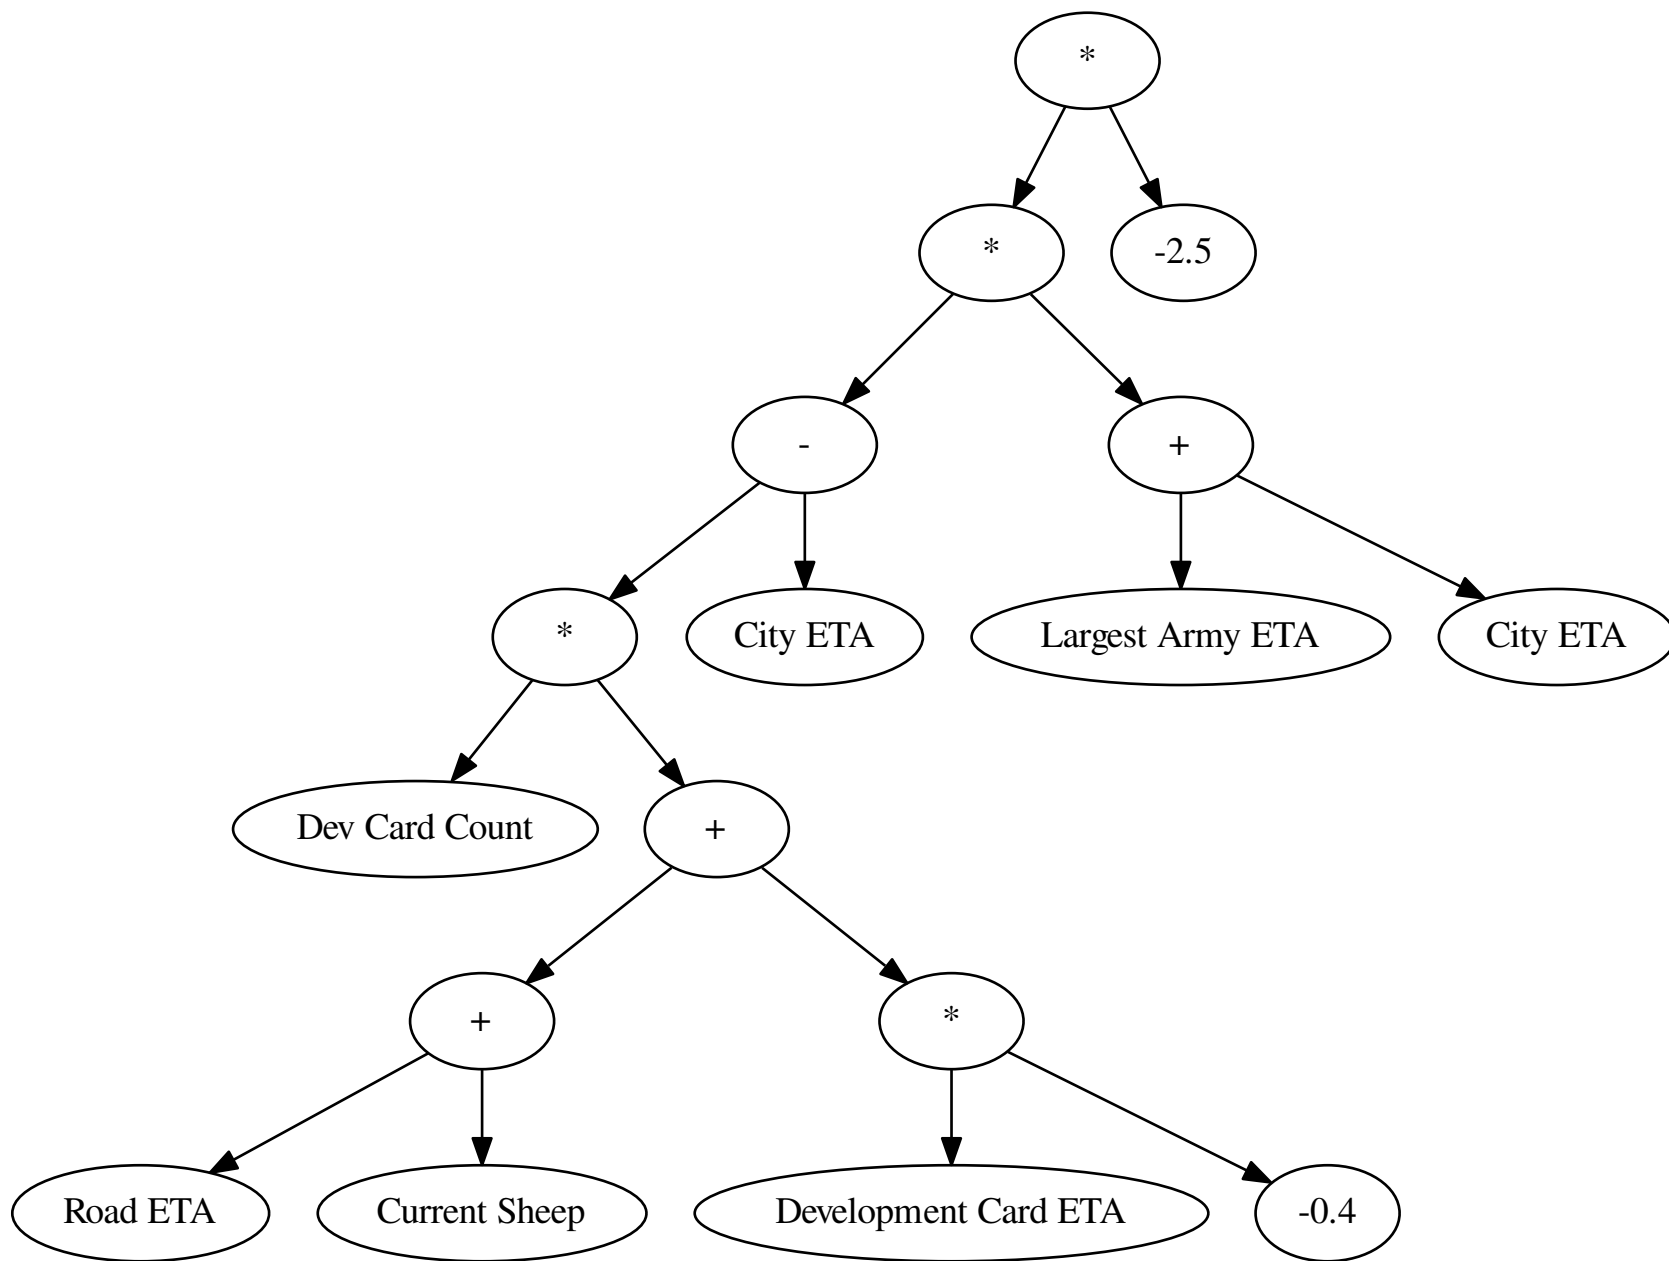 *
*
-2.5
-
+
*
City ETA
Largest Army ETA
City ETA
Dev Card Count
+
+
*
Road ETA
Current Sheep
Development Card ETA
-0.4